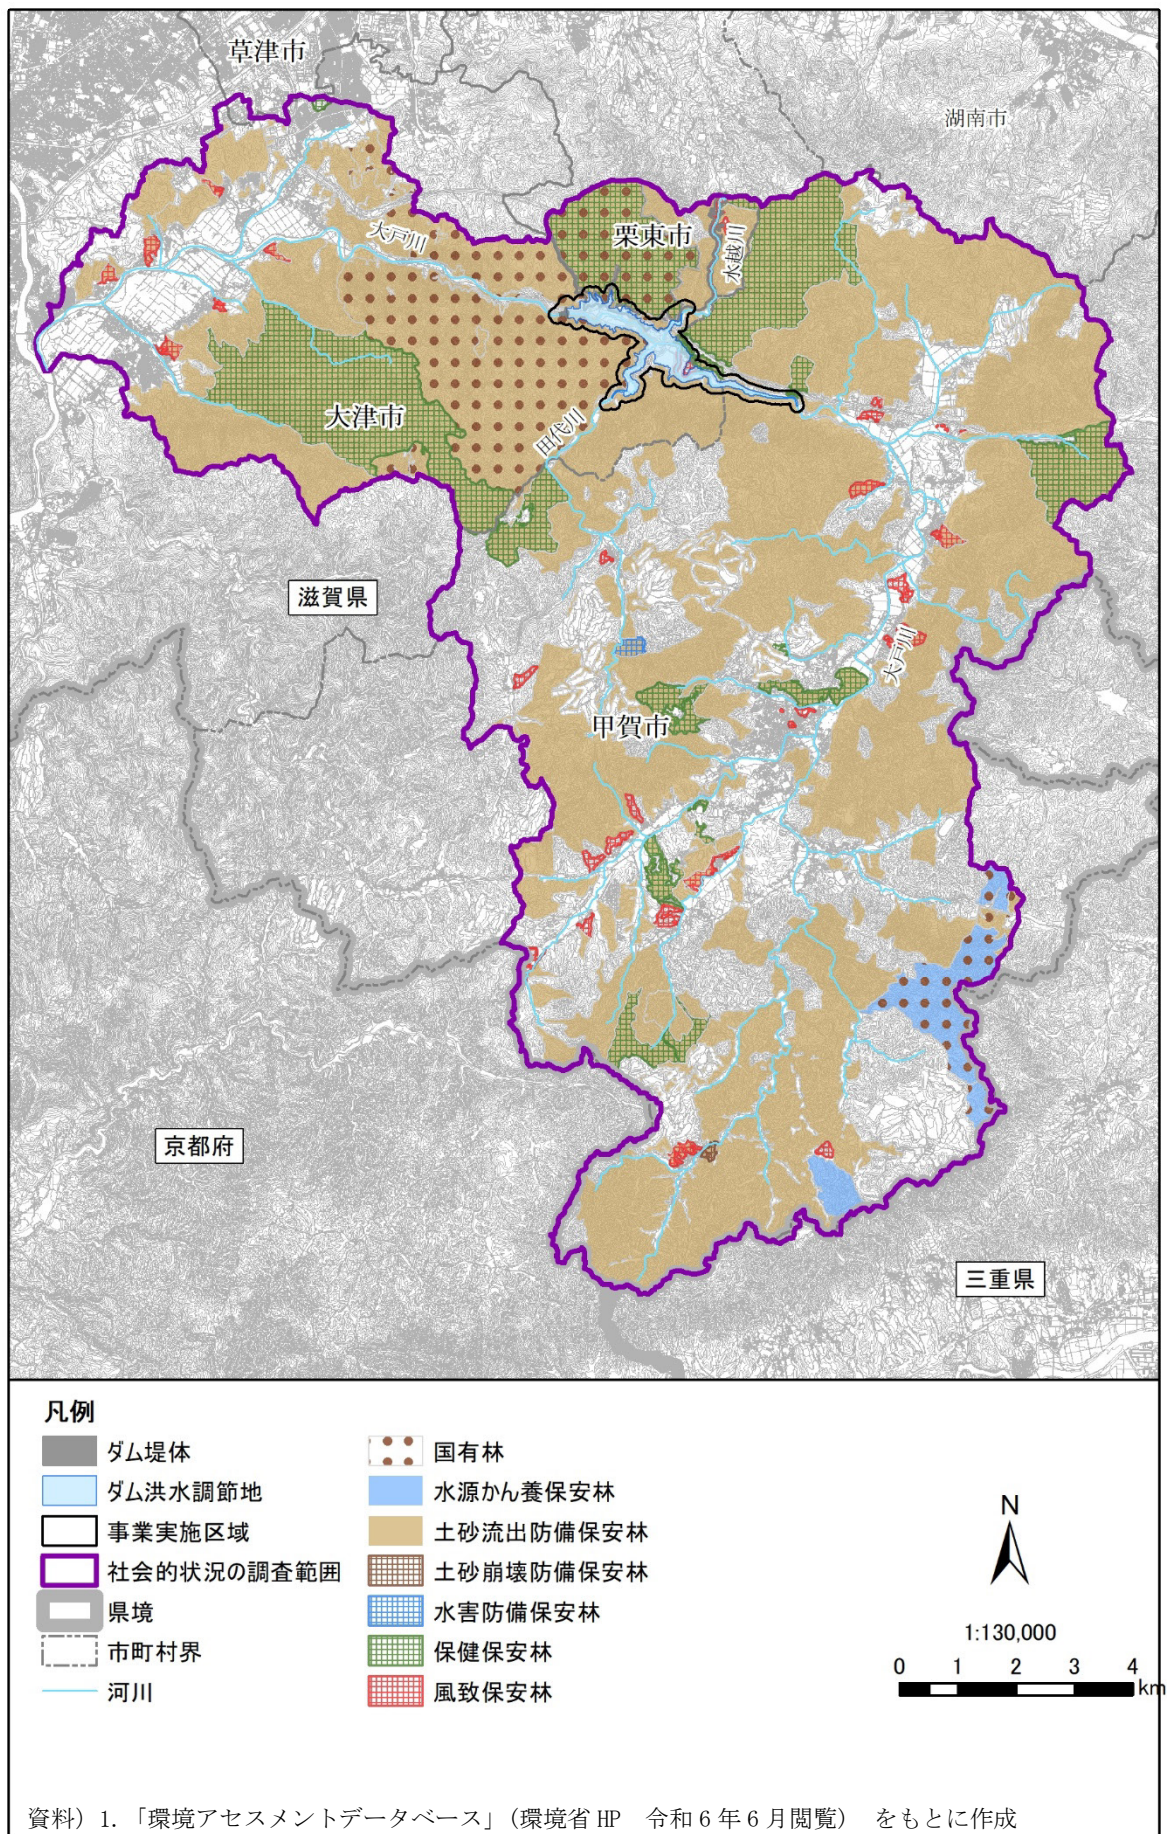 草津市
湖南市
栗東市
大戸川
水越川
大津市
田代川
滋賀県
大戸川
甲賀市
京都府
三重県
凡例
ダム堤体
ダム洪水調節地
事業実施区域
社会的状況の調査範囲
県境
市町村界
河川
国有林
水源かん養保安林
土砂流出防備保安林
土砂崩壊防備保安林
水害防備保安林
保健保安林
風致保安林
N
1:130,000
0 1 2 3 4
km
資料）1．「環境アセスメントデータベース」（環境省 HP　令和 6 年 6 月閲覧）　をもとに作成